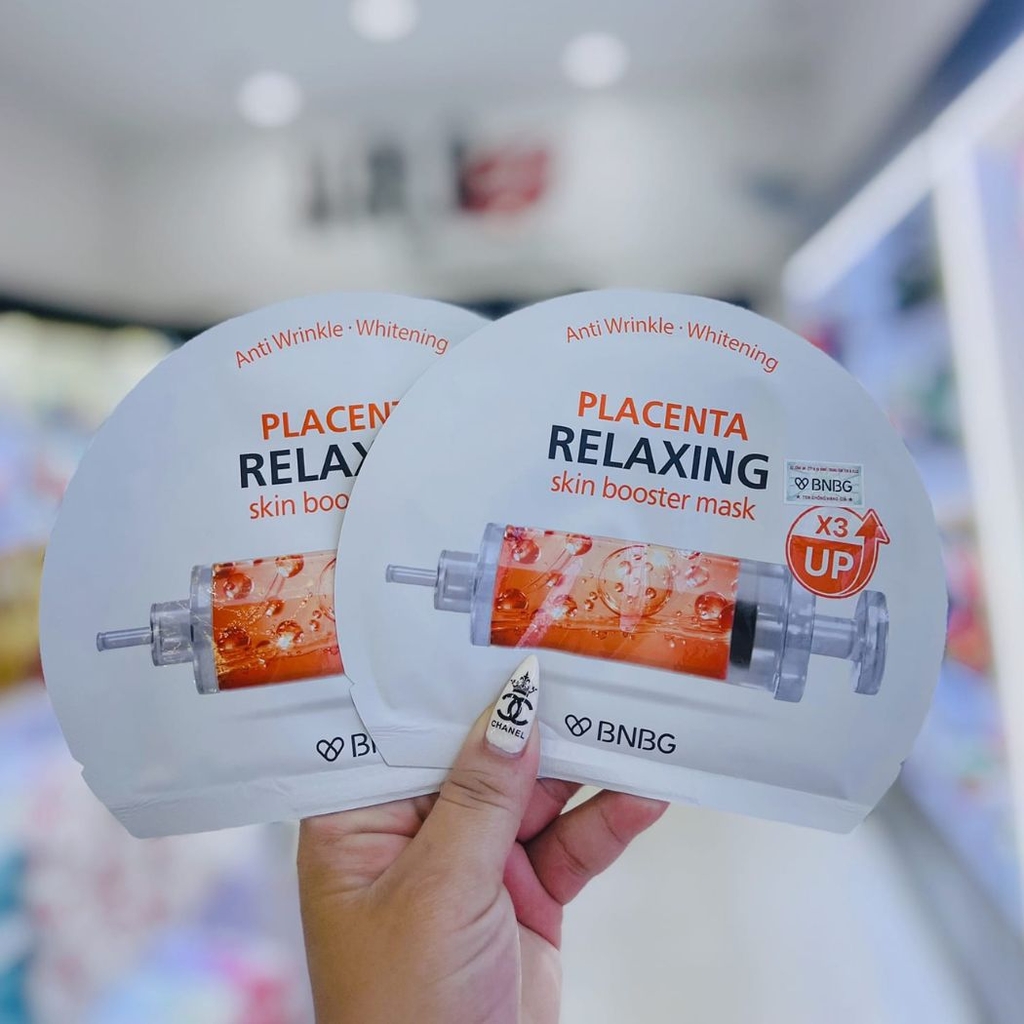 Anti Wrinkle · Whitening
PLACEN
RELAX
skin boo
BN
Anti Wrinkle · Whitening
PLACENTA
RELAXING
skin booster mask
BNBG
X3
UP
CHANEL
BNBG